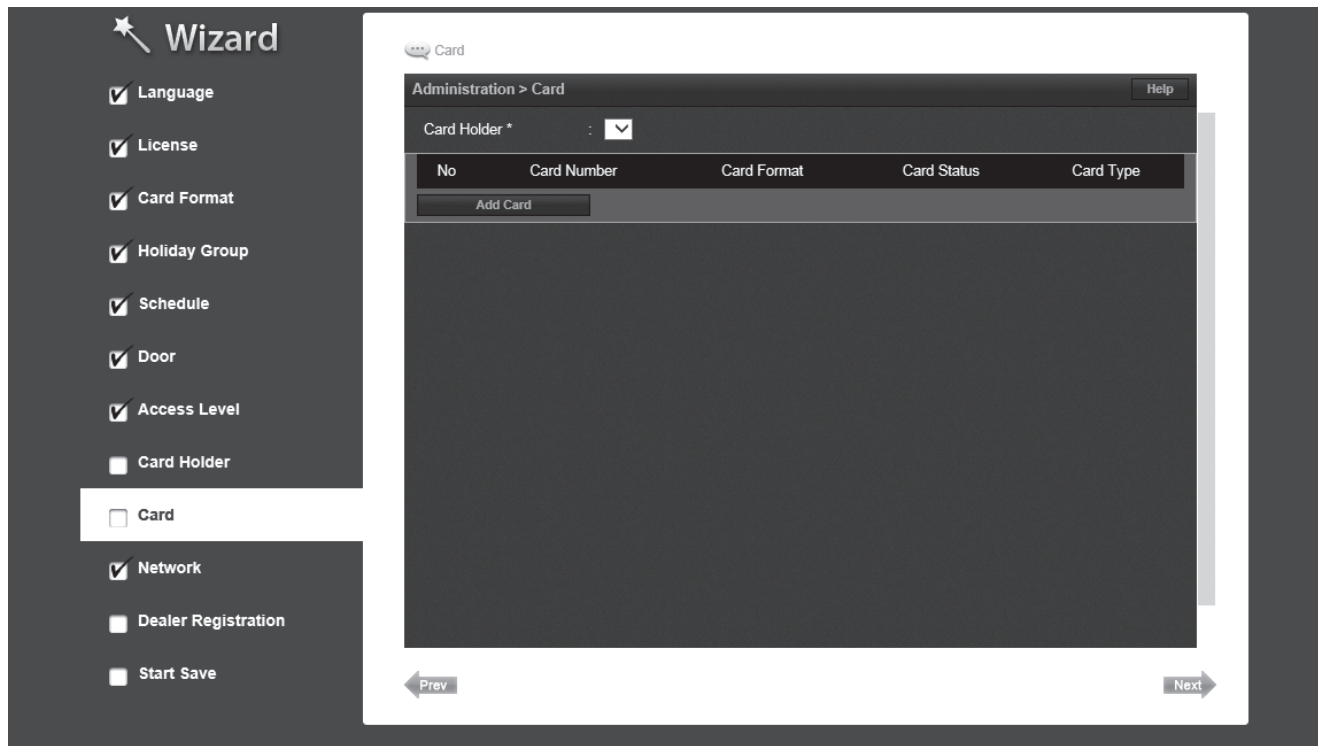 Wizard
Language
License
Card Format
Holiday Group
Schedule
Door
Access Level
Card Holder
Card
Network
Dealer Registration
Start Save
Card
Administration > Card
Help
Card Holder * :
No Card Number Card Format Card Status Card Type
Add Card
Prev
Next